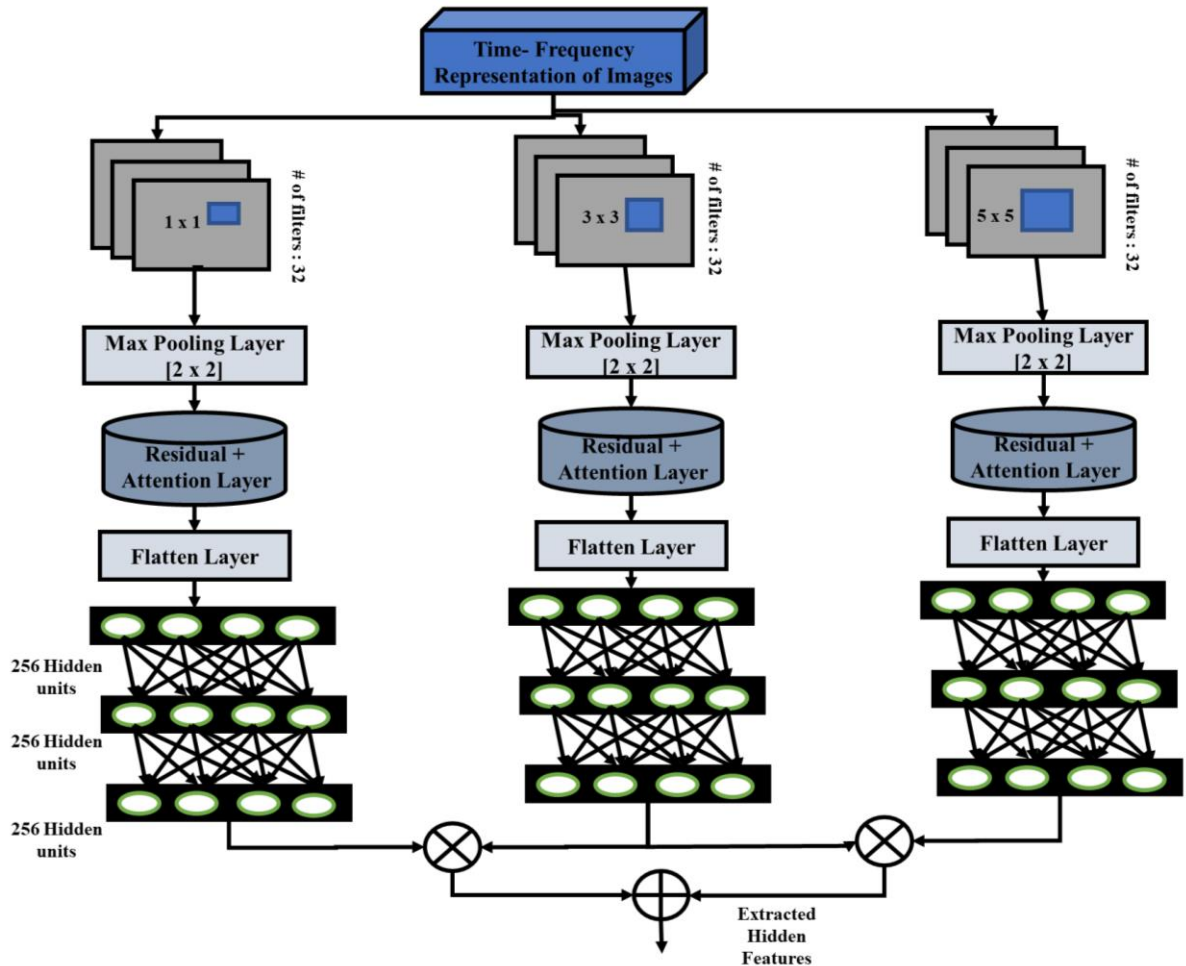 Time- Frequency
Representation of Images
1 x 1
# of filters : 32
3 x 3
# of filters : 32
5 x 5
# of filters : 32
Max Pooling Layer
[2 x 2]
Max Pooling Layer
[2 x 2]
Max Pooling Layer
[2 x 2]
Residual +
Attention Layer
Residual +
Attention Layer
Residual +
Attention Layer
Flatten Layer
Flatten Layer
Flatten Layer
256 Hidden
units
256 Hidden
units
256 Hidden
units
Extracted
Hidden
Features